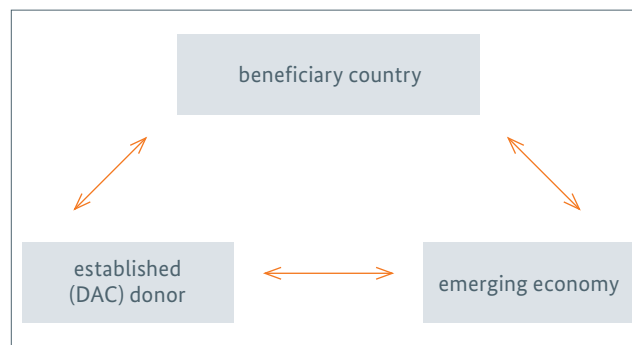 beneficiary country
established
(DAC) donor
emerging economy